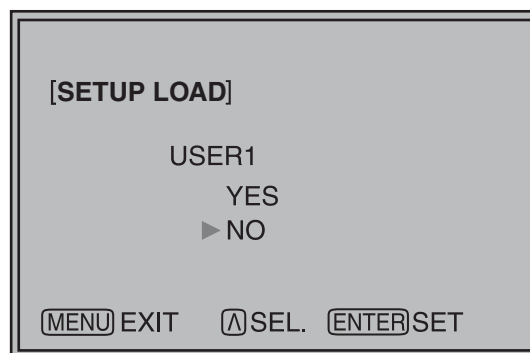 [SETUP LOAD]
USER1
YES
▶ NO
MENU EXIT ∧ SEL. ENTER SET